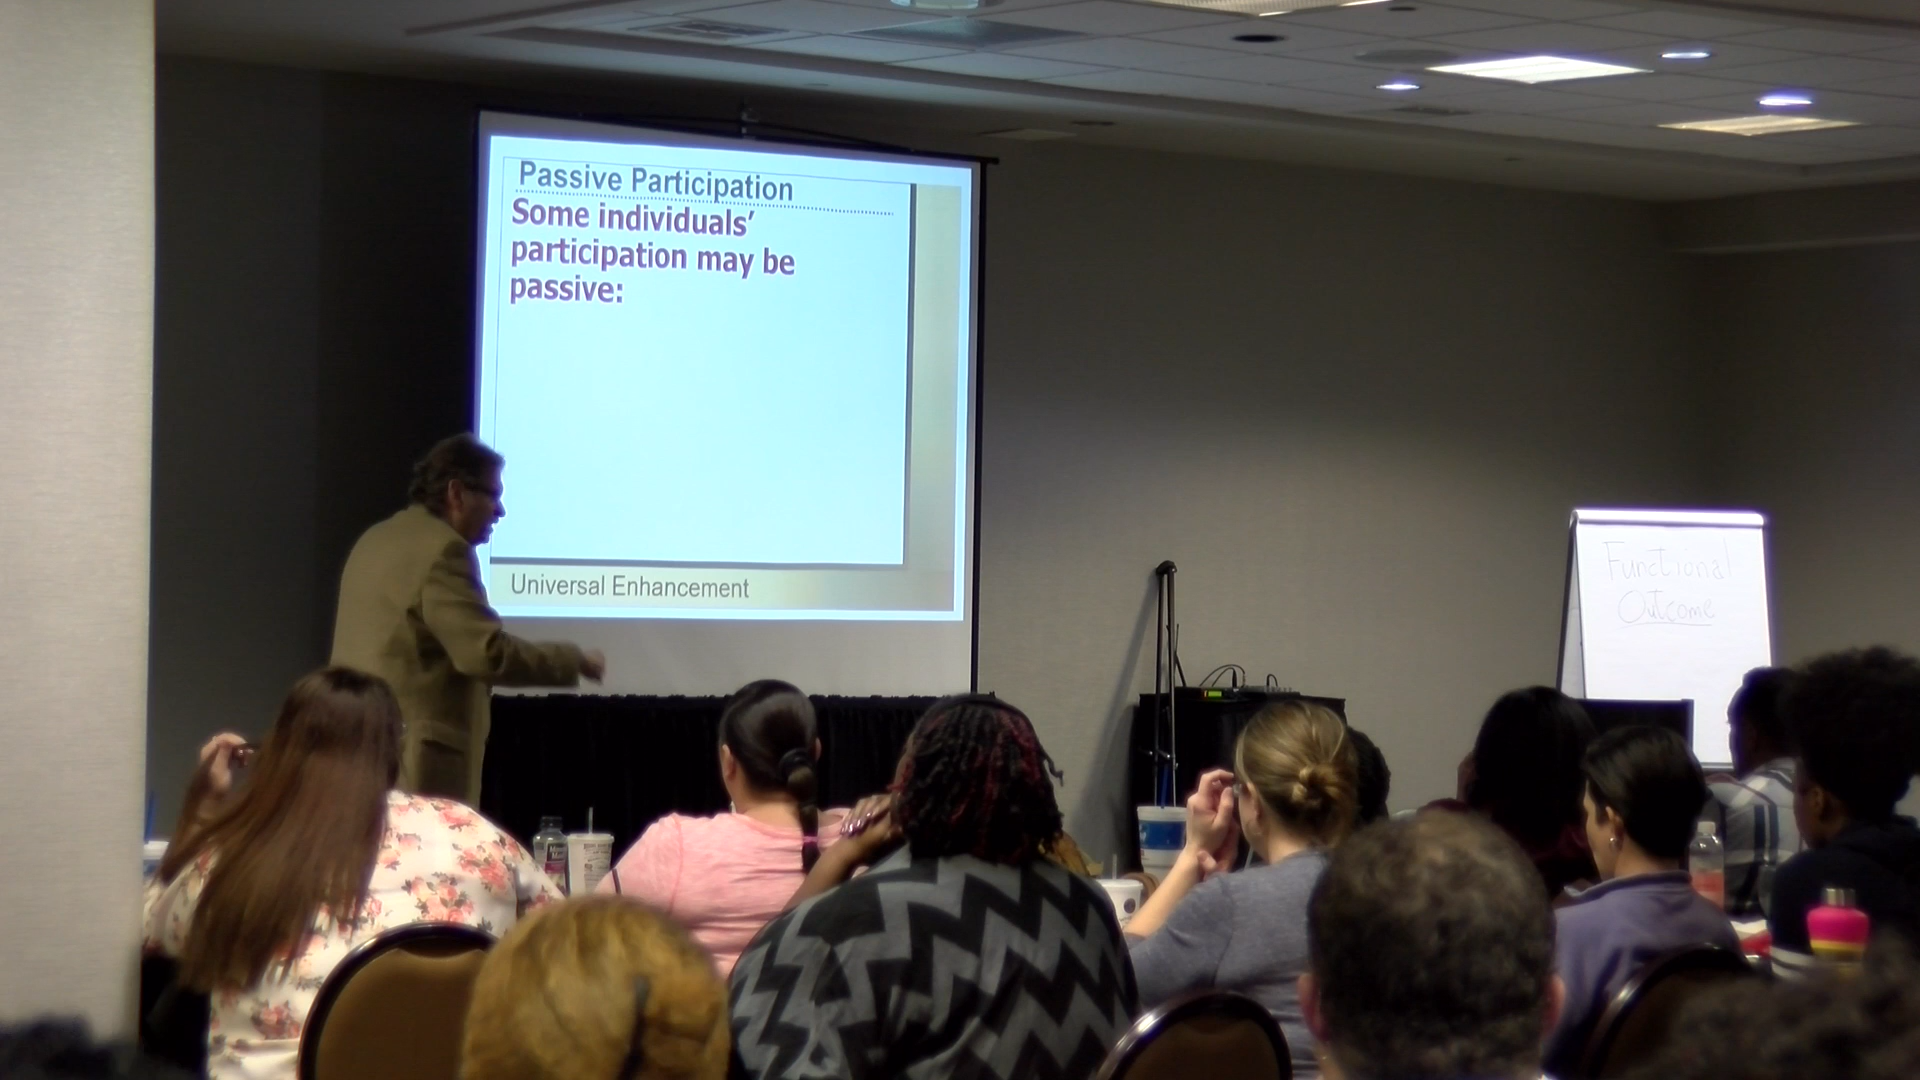 Passive Participation
Some individuals’
participation may be
passive:
Universal Enhancement
Functional
Outcome